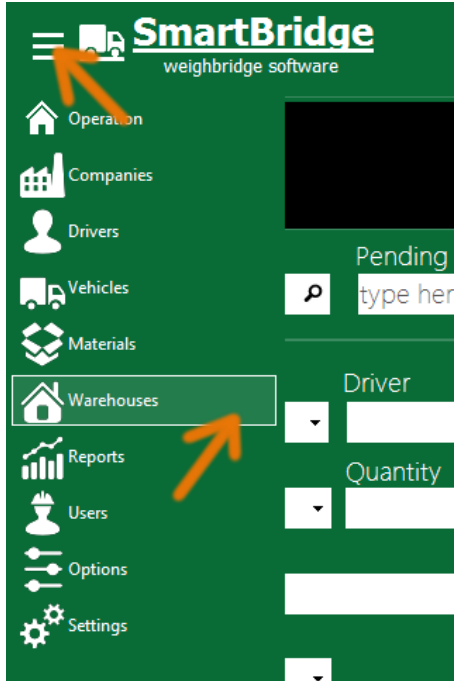 SmartBridge
weighbridge software
Operation
Companies
Drivers
Vehicles
Materials
Warehouses
Reports
Users
Options
Settings
Pending
type her
Driver
Quantity